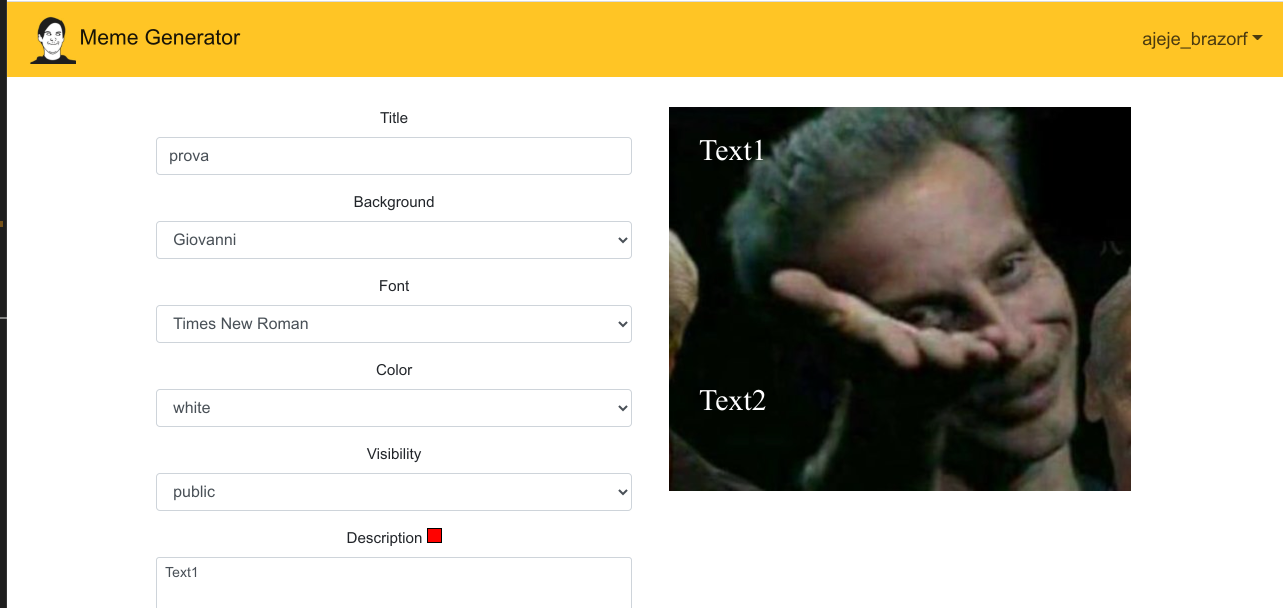 Meme Generator
ajeje_brazorf
Title
prova
Background
Giovanni
Font
Times New Roman
Color
white
Visibility
public
Description
Text1
Text1
Text2